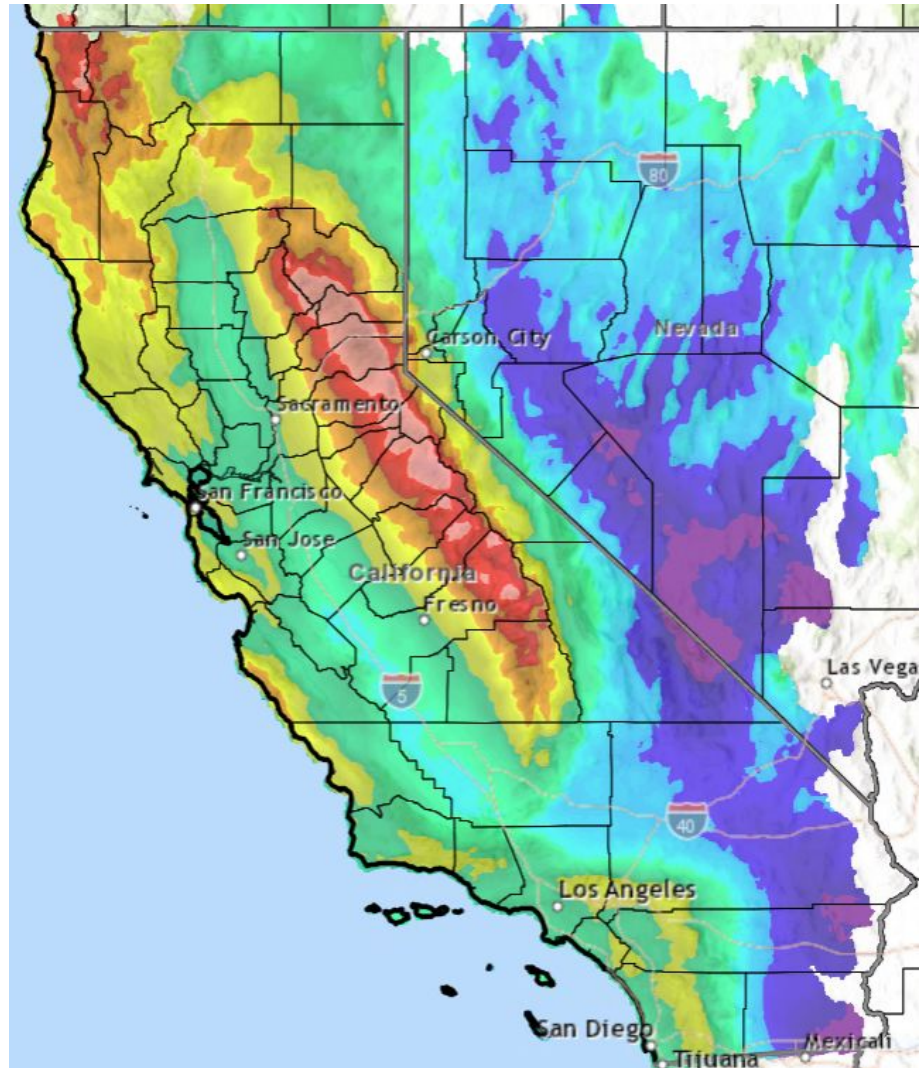 80
Carson City
Nevada
Sacramento
San Francisco
San Jose
California
Fresno
5
Las Vega
40
Los Angeles
San Diego
Mexicali
Tijuana